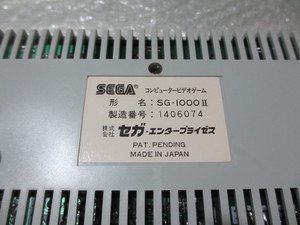 SEGA® コンピュータービデオゲーム
形 名：SG-1000 II
製造番号：1406074
株式会社 セガ・エンタープライゼス
PAT. PENDING
MADE IN JAPAN